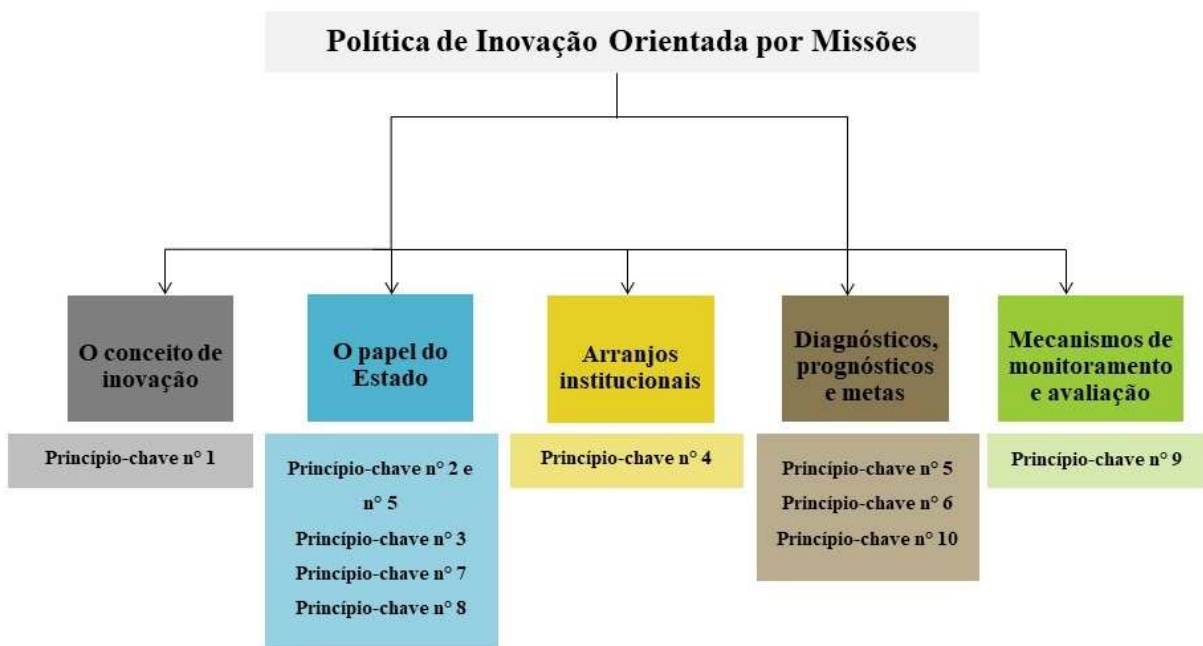 Política de Inovação Orientada por Missões
O conceito de
inovação
Princípio-chave n° 1
O papel do
Estado
Princípio-chave n° 2 e
n° 5
Princípio-chave n° 3
Princípio-chave n° 7
Princípio-chave n° 8
Arranjos
institucionais
Princípio-chave n° 4
Diagnósticos,
prognósticos
e metas
Princípio-chave n° 5
Princípio-chave n° 6
Princípio-chave n° 10
Mecanismos de
monitoramento
e avaliação
Princípio-chave n° 9